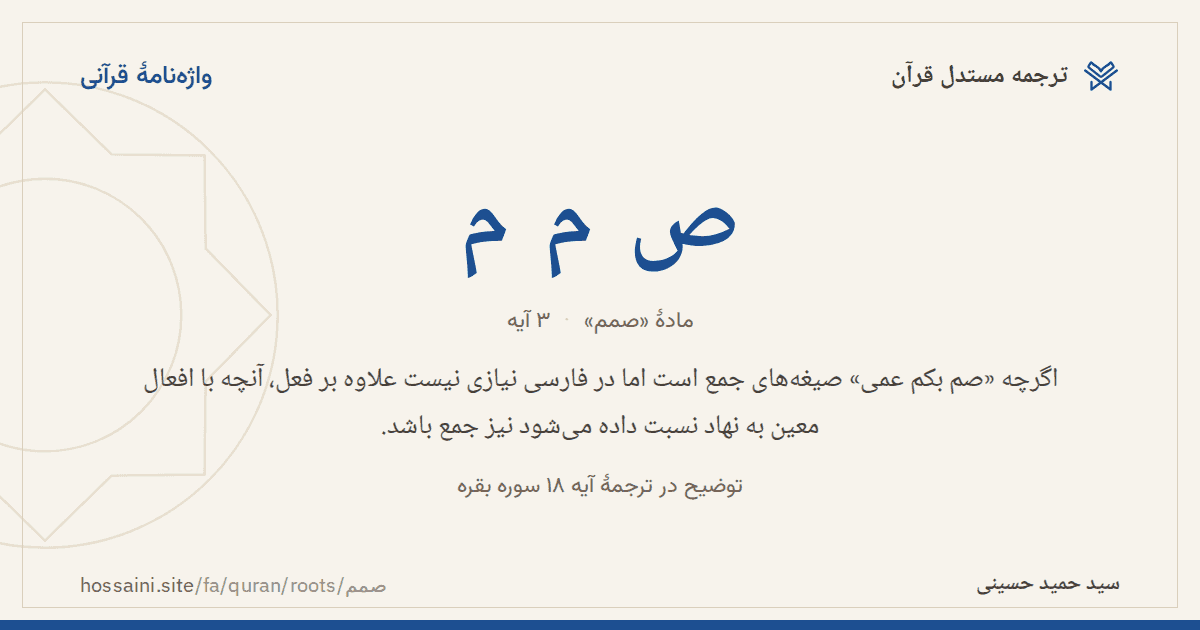 ترجمه مستدل قرآن
واژه‌نامهٔ قرآنی
ص م م
مادهٔ «صمم» · ۳ آیه
اگرچه «صم بکم عمی» صیغه‌های جمع است اما در فارسی نیازی نیست علاوه بر فعل، آنچه با افعال
معین به نهاد نسبت داده می‌شود نیز جمع باشد.
توضیح در ترجمهٔ آیه ۱۸ سوره بقره
سید حمید حسینی
hossaini.site/fa/quran/roots/صمم